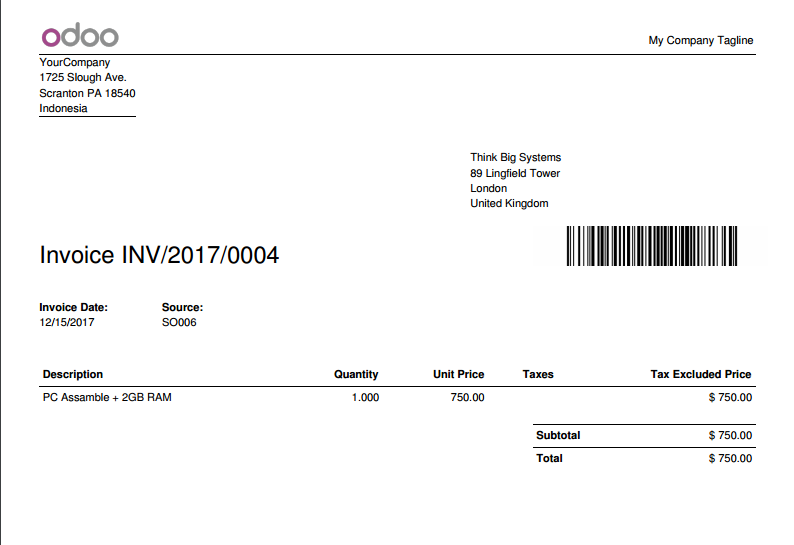 odoo
My Company Tagline
YourCompany
1725 Slough Ave.
Scranton PA 18540
Indonesia
Think Big Systems
89 Lingfield Tower
London
United Kingdom
Invoice INV/2017/0004
Invoice Date: Source:
12/15/2017 SO006
Description Quantity Unit Price Taxes Tax Excluded Price
PC Assamble + 2GB RAM 1.000 750.00 $ 750.00
Subtotal $ 750.00
Total $ 750.00